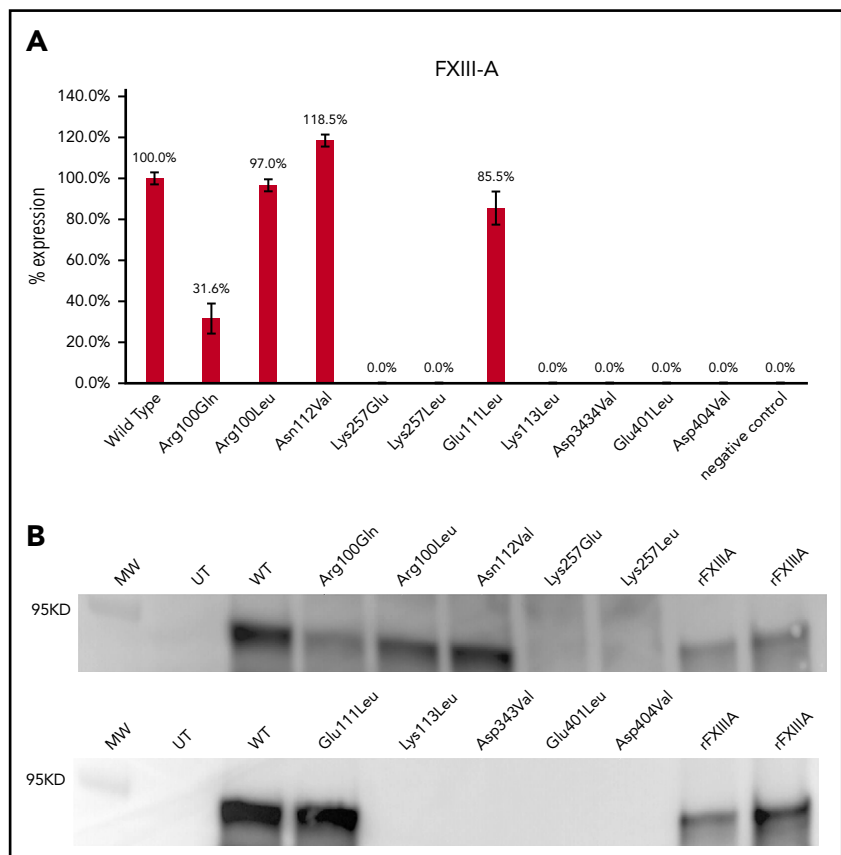 A
FXIII-A
% expression
140.0%
120.0%
100.0%
80.0%
60.0%
40.0%
20.0%
0.0%
100.0%
31.6%
97.0%
118.5%
0.0%
0.0%
85.5%
0.0%
0.0%
0.0%
0.0%
0.0%
Wild Type
Arg100Gln
Arg100Leu
Asn112Val
Lys257Glu
Lys257Leu
Glu111Leu
Lys113Leu
Asp3434Val
Glu401Leu
Asp404Val
negative control
B
MW
UT
WT
Arg100Gln
Arg100Leu
Asn112Val
Lys257Glu
Lys257Leu
rFXIIIA
rFXIIIA
95KD
MW
UT
WT
Glu111Leu
Lys113Leu
Asp343Val
Glu401Leu
Asp404Val
rFXIIIA
rFXIIIA
95KD